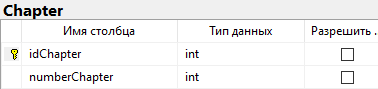 Chapter
Имя столбца Тип данных Разрешить ...
idChapter int
numberChapter int